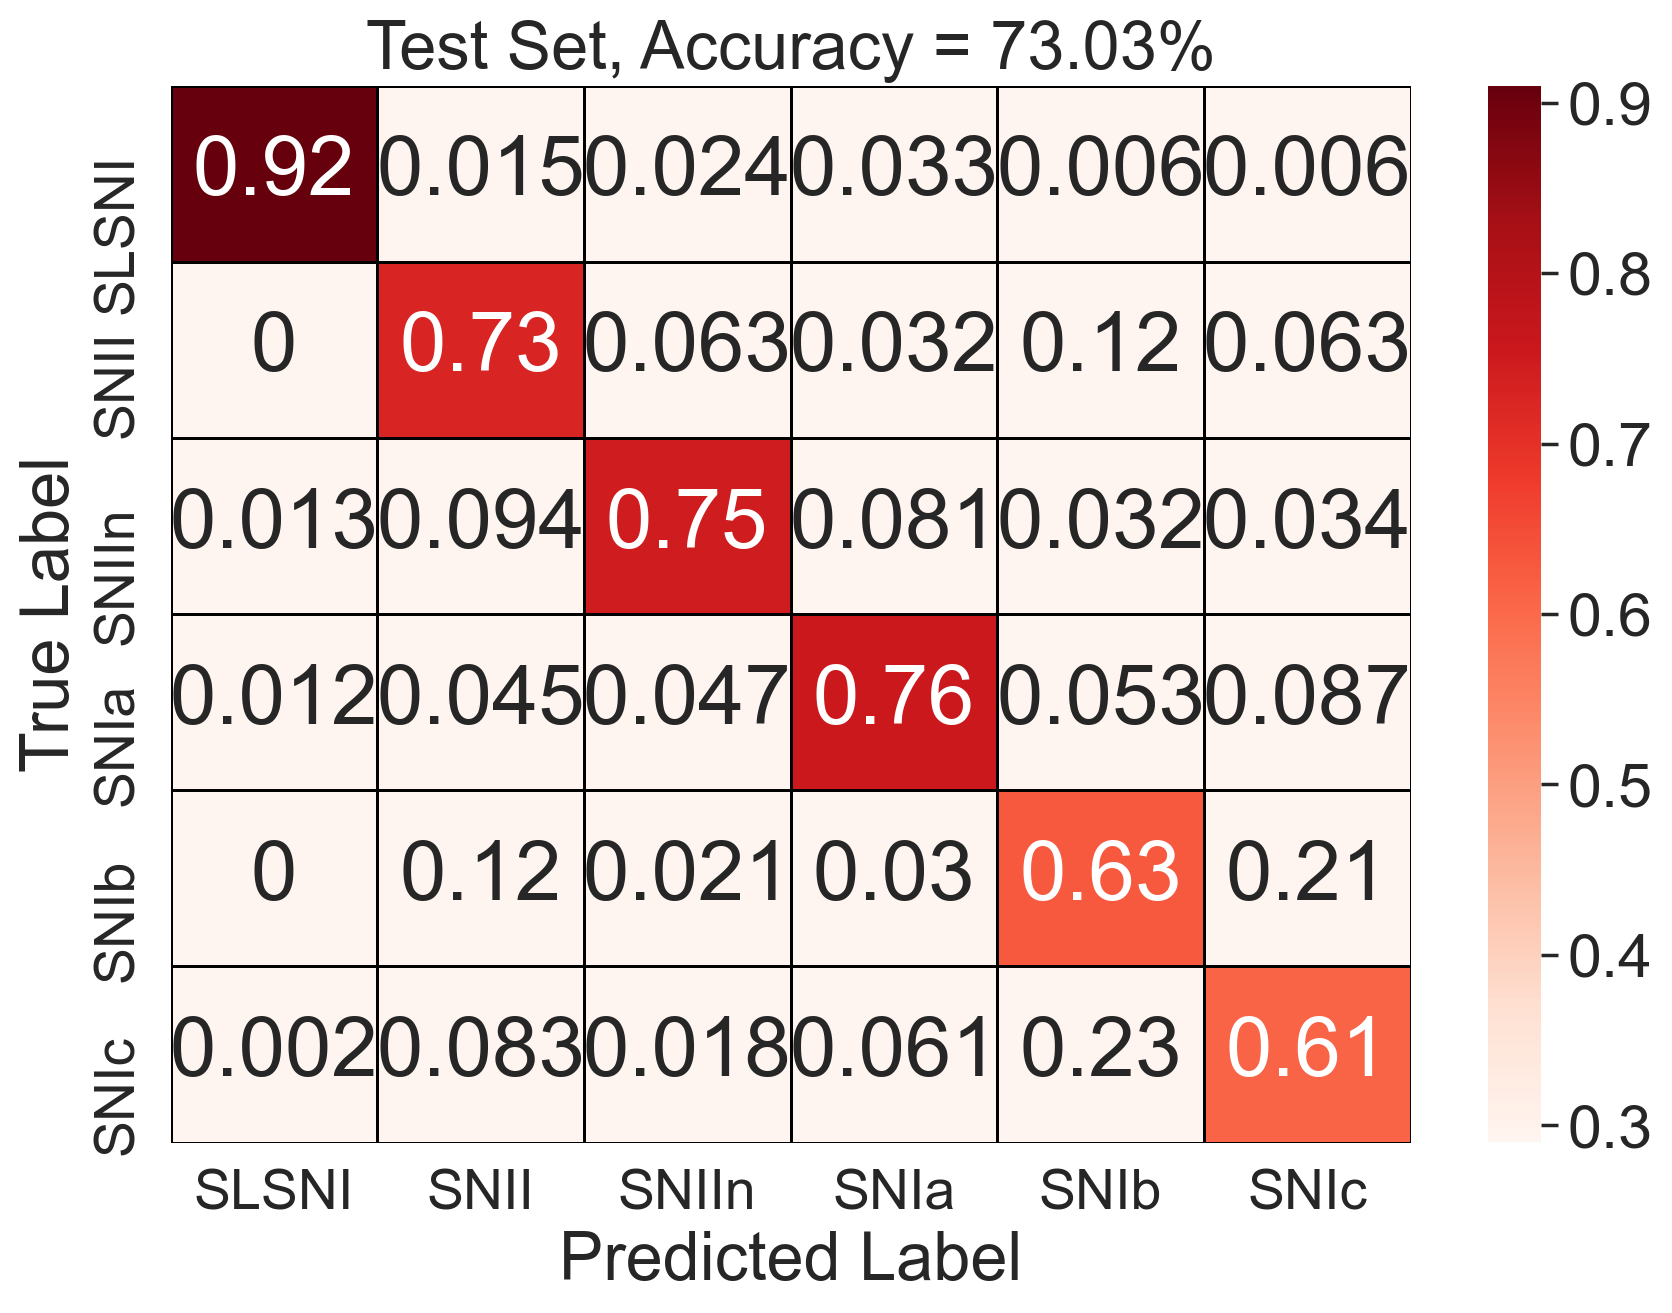 Test Set, Accuracy = 73.03%
True Label
SLSNI 0.92 0.015 0.024 0.033 0.006 0.006
SNII 0 0.73 0.063 0.032 0.12 0.063
SNIIn 0.013 0.094 0.75 0.081 0.032 0.034
SNIa 0.012 0.045 0.047 0.76 0.053 0.087
SNIb 0 0.12 0.021 0.03 0.63 0.21
SNIc 0.002 0.083 0.018 0.061 0.23 0.61
SLSNI SNII SNIIn SNIa SNIb SNIc
Predicted Label
0.9
0.8
0.7
0.6
0.5
0.4
0.3